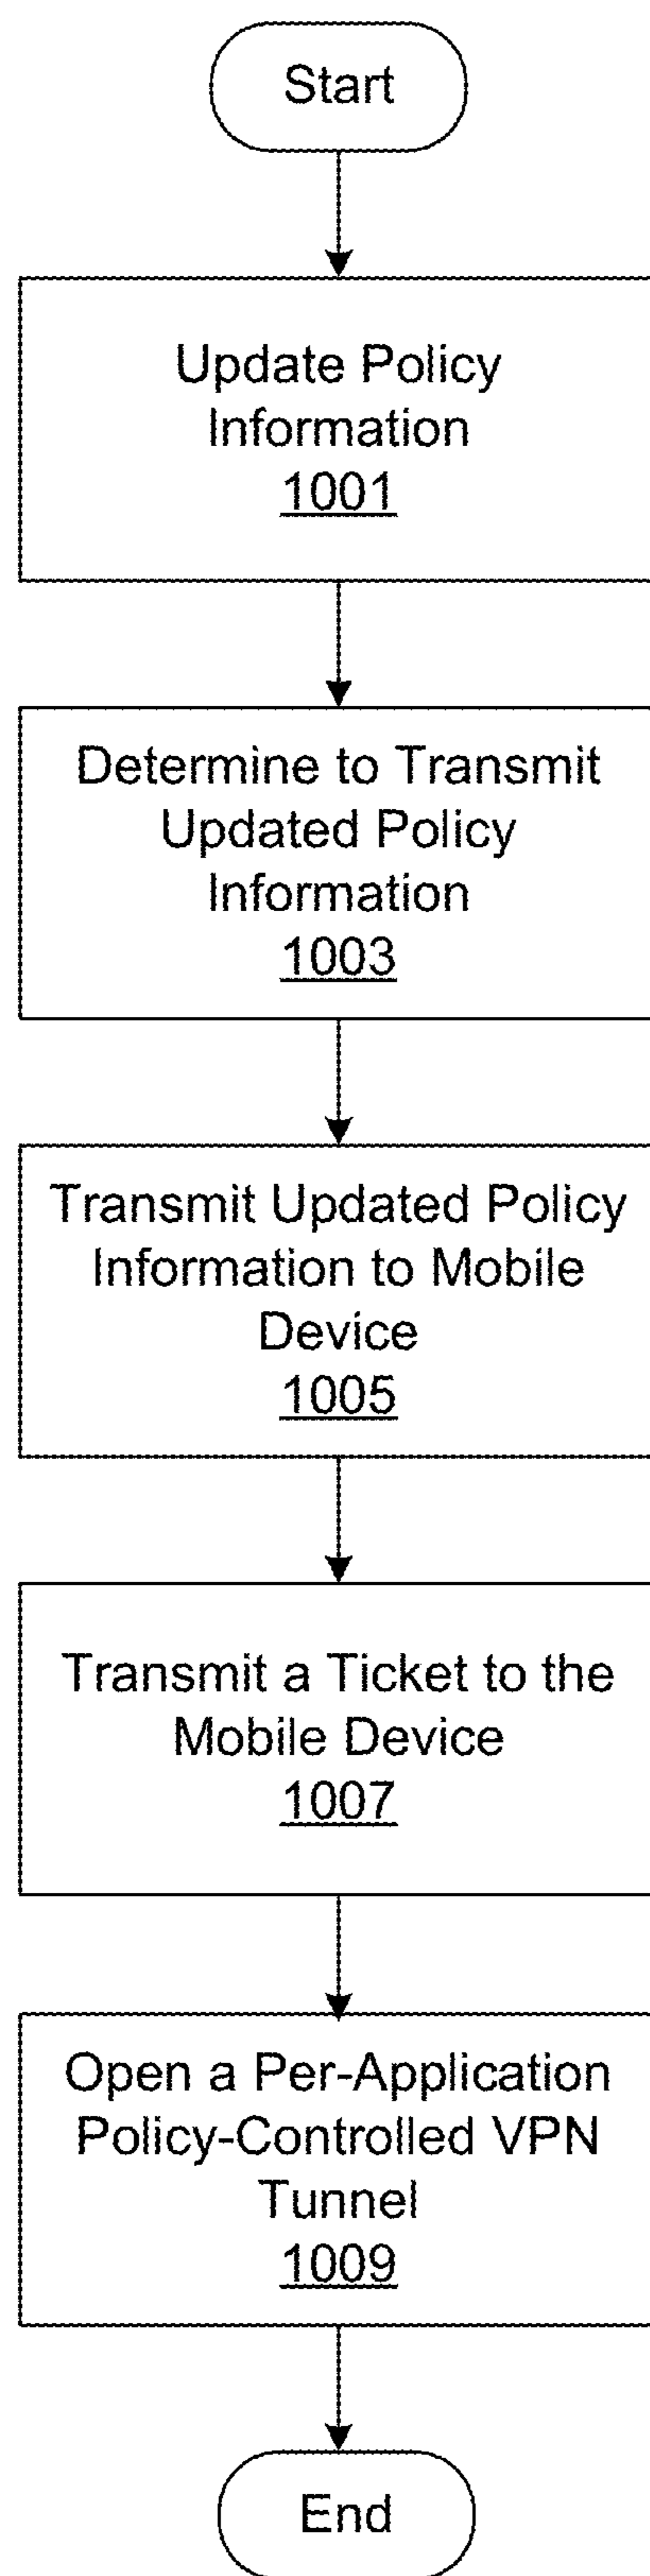 Start
Update Policy
Information
1001
Determine to Transmit
Updated Policy
Information
1003
Transmit Updated Policy
Information to Mobile
Device
1005
Transmit a Ticket to the
Mobile Device
1007
Open a Per-Application
Policy-Controlled VPN
Tunnel
1009
End